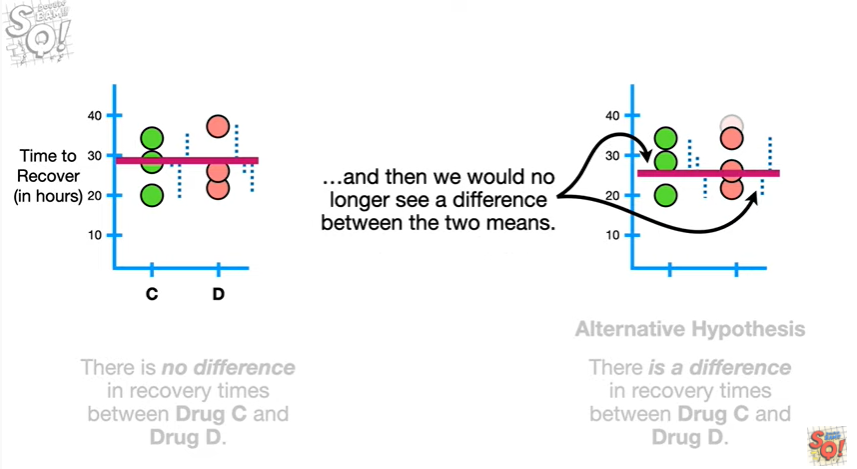 40
30
20
10
Time to
Recover
(in hours)
C
D
…and then we would no
longer see a difference
between the two means.
40
30
20
10
Alternative Hypothesis
There is no difference
in recovery times
between Drug C and
Drug D.
There is a difference
in recovery times
between Drug C and
Drug D.
SQ!